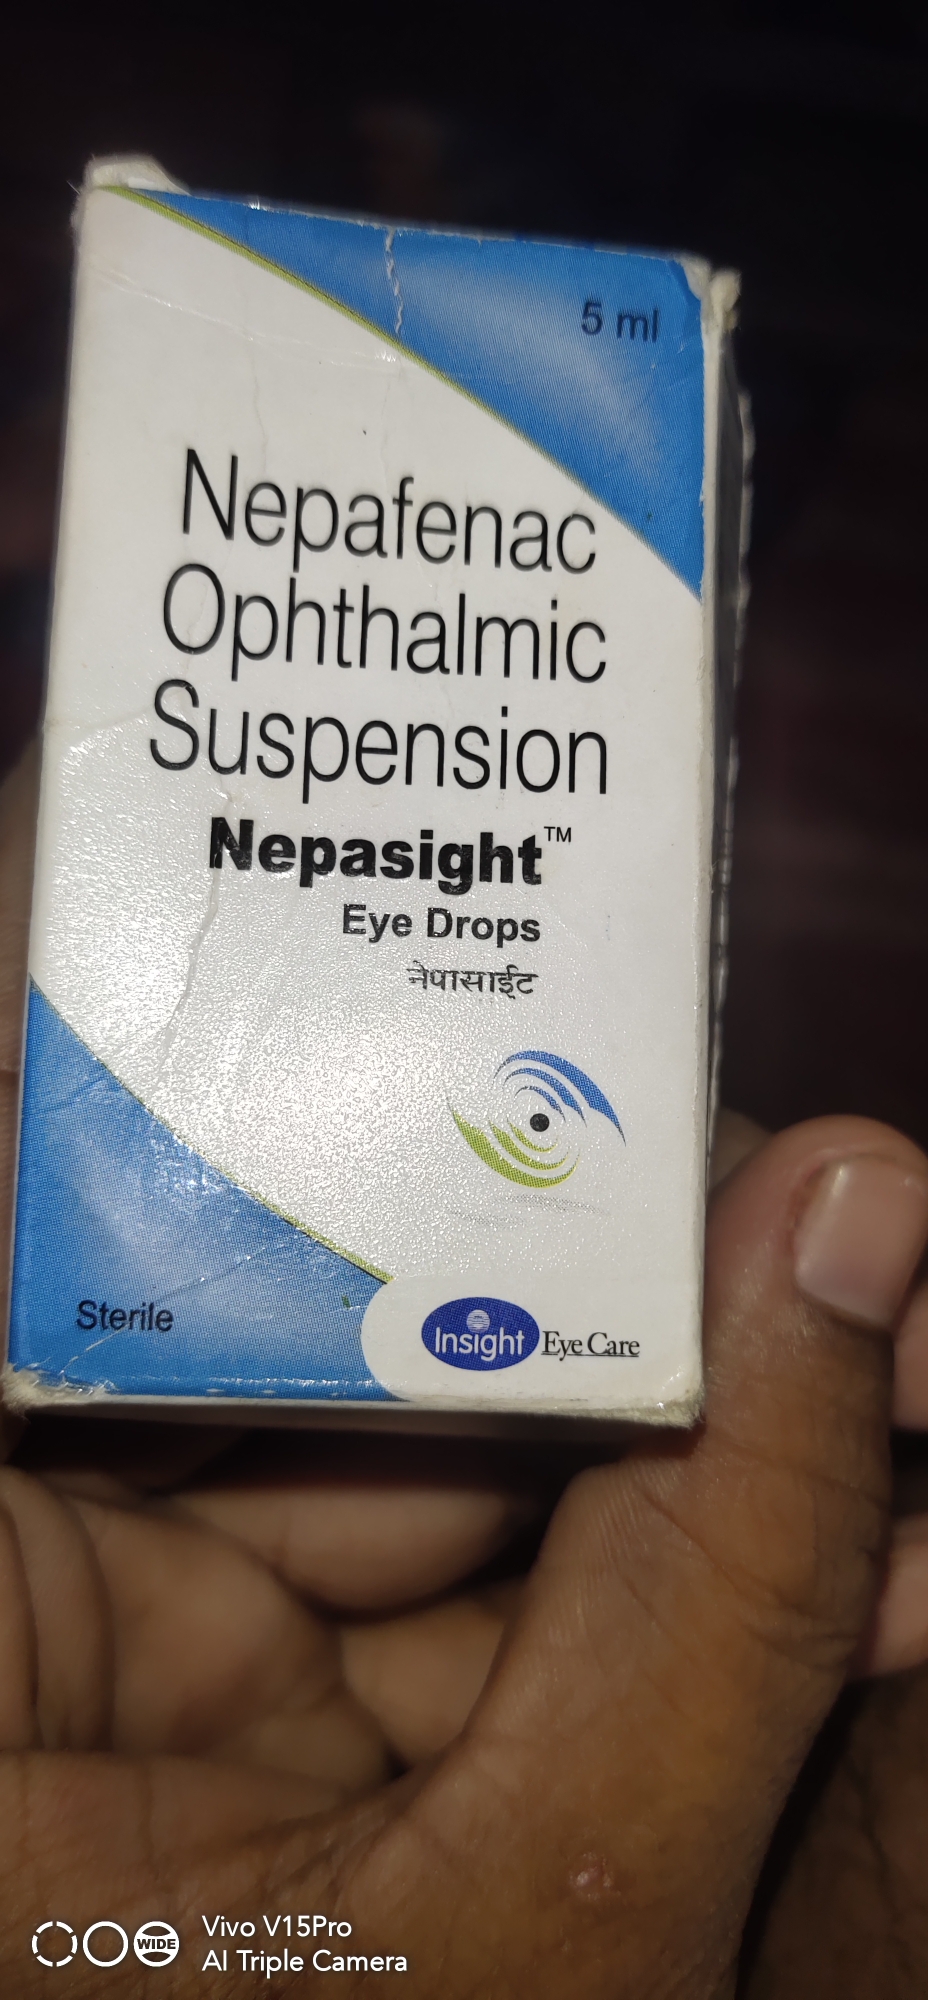 5 ml
Nepafenac
Ophthalmic
Suspension
Nepasight™
Eye Drops
नेपासाईट
Sterile
Insight Eye Care
WIDE
Vivo V15Pro
AI Triple Camera